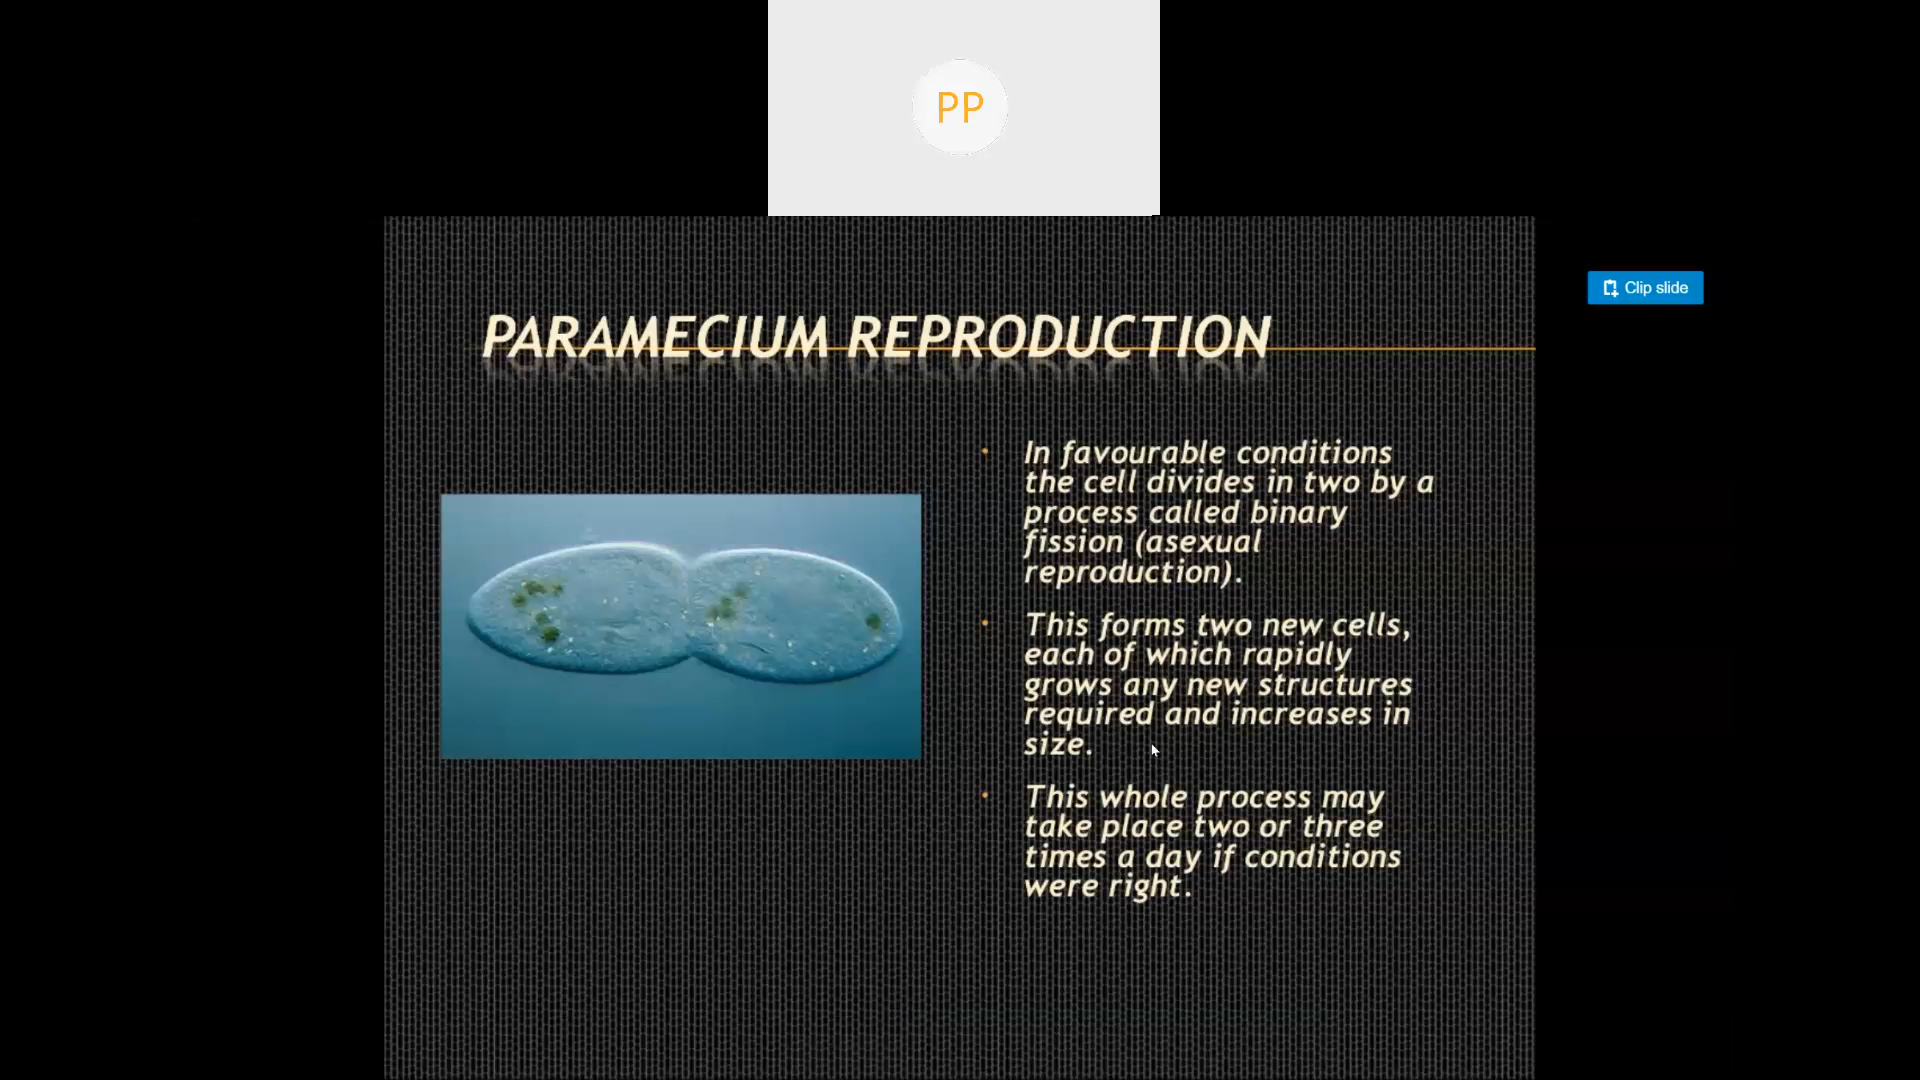 PP
Clip slide
PARAMECIUM REPRODUCTION
In favourable conditions
the cell divides in two by a
process called binary
fission (asexual
reproduction).
This forms two new cells,
each of which rapidly
grows any new structures
required and increases in
size.
This whole process may
take place two or three
times a day if conditions
were right.